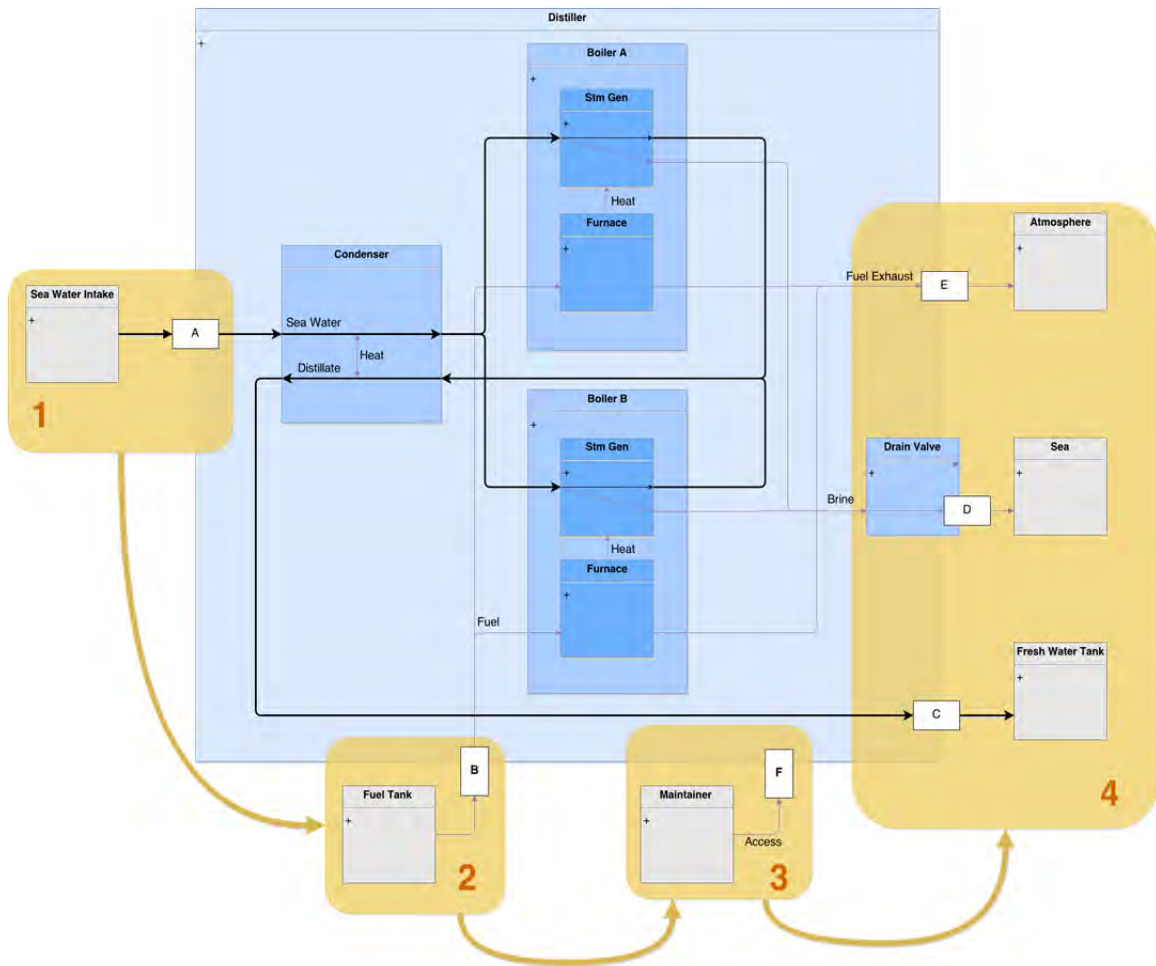 Distiller
+
Boiler A
+
Stm Gen
+
Heat
Furnace
+
Condenser
Sea Water
Heat
Distillate
Sea Water Intake
+
A
1
Fuel Exhaust
E
Atmosphere
+
Boiler B
+
Stm Gen
+
Heat
Furnace
+
Fuel
Brine
Drain Valve
+
D
Sea
+
Fresh Water Tank
+
C
4
Fuel Tank
+
B
2
Maintainer
+
Access
F
3